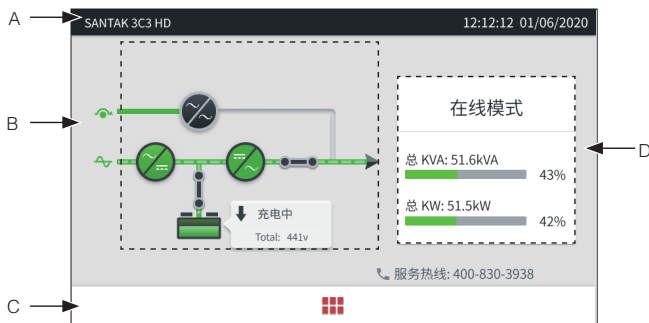 A
SANTAK 3C3 HD
12:12:12 01/06/2020
B
在线模式
D
总 KVA: 51.6kVA
43%
总 KW: 51.5kW
42%
充电中
Total: 441v
服务热线: 400-830-3938
C